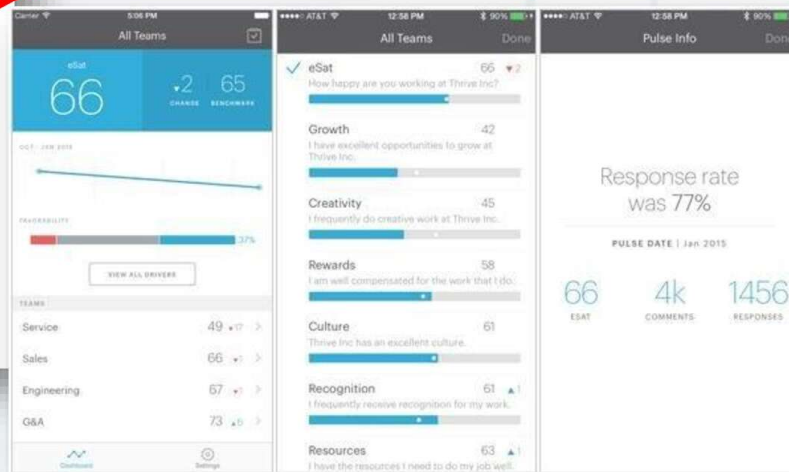 Carrier
5:06 PM
All Teams
eSat
66
▼2
65
CHANGE
BENCHMARK
OCT - JAN 2015
FAVORABILITY
37%
VIEW ALL DRIVERS
TEAMS
Service 49 ▼17
Sales 66
Engineering 67
G&A 73 ▲6
Dashboard
Settings
AT&T
12:58 PM
90%
All Teams
Done
eSat 66 ▼2
How happy are you working at Thrive Inc?
Growth 42
I have excellent opportunities to grow at
Thrive Inc.
Creativity 45
I frequently do creative work at Thrive Inc.
Rewards 58
I am well compensated for the work that I do.
Culture 61
Thrive Inc has an excellent culture.
Recognition 61 ▲1
I frequently receive recognition for my work.
Resources 63 ▲1
I have the resources I need to do my job well.
AT&T
12:58 PM
90%
Pulse Info
Done
Response rate
was 77%
PULSE DATE | Jan 2015
66
4k
1456
ESAT
COMMENTS
RESPONSES